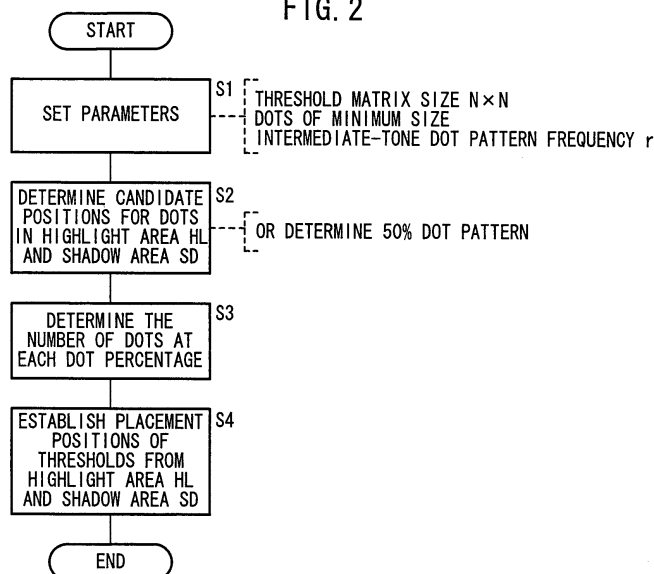 FIG. 2
START
SET PARAMETERS
S1
THRESHOLD MATRIX SIZE N×N
DOTS OF MINIMUM SIZE
INTERMEDIATE-TONE DOT PATTERN FREQUENCY r
DETERMINE CANDIDATE
POSITIONS FOR DOTS
IN HIGHLIGHT AREA HL
AND SHADOW AREA SD
S2
OR DETERMINE 50% DOT PATTERN
DETERMINE THE
NUMBER OF DOTS AT
EACH DOT PERCENTAGE
S3
ESTABLISH PLACEMENT
POSITIONS OF
THRESHOLDS FROM
HIGHLIGHT AREA HL
AND SHADOW AREA SD
S4
END